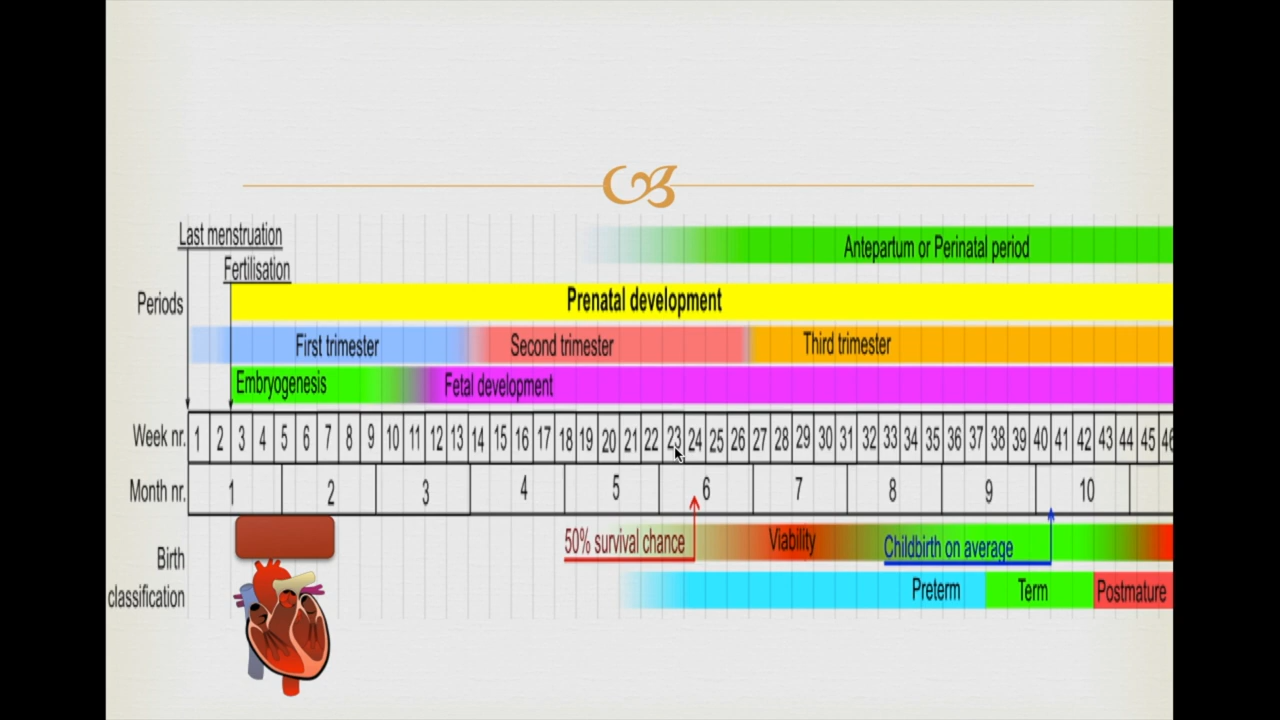 Last menstruation
Antepartum or Perinatal period
Fertilisation
Periods
Prenatal development
First trimester Second trimester Third trimester
Embryogenesis Fetal development
Week nr. 1 2 3 4 5 6 7 8 9 10 11 12 13 14 15 16 17 18 19 20 21 22 23 24 25 26 27 28 29 30 31 32 33 34 35 36 37 38 39 40 41 42 43 44 45 46
Month nr. 1 2 3 4 5 6 7 8 9 10
50% survival chance Viability Childbirth on average
Birth
classification Preterm Term Postmature